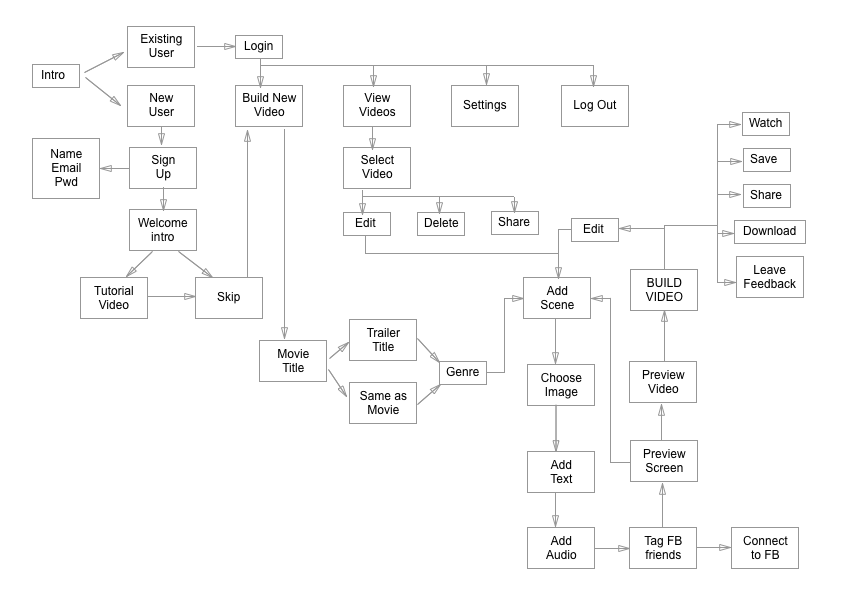 Existing
User
Login
Intro
New
User
Build New
Video
View
Videos
Settings
Log Out
Name
Email
Pwd
Sign
Up
Select
Video
Watch
Save
Share
Download
Leave
Feedback
Welcome
intro
Edit
Delete
Share
Edit
Tutorial
Video
Skip
Add
Scene
BUILD
VIDEO
Movie
Title
Trailer
Title
Same as
Movie
Genre
Choose
Image
Preview
Video
Add
Text
Preview
Screen
Add
Audio
Tag FB
friends
Connect
to FB